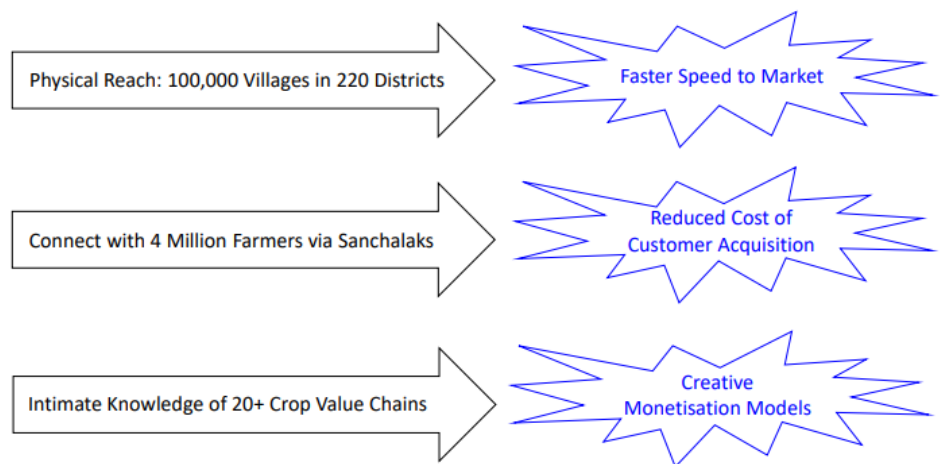 Physical Reach: 100,000 Villages in 220 Districts
Faster Speed to Market
Connect with 4 Million Farmers via Sanchalaks
Reduced Cost of
Customer Acquisition
Intimate Knowledge of 20+ Crop Value Chains
Creative
Monetisation Models